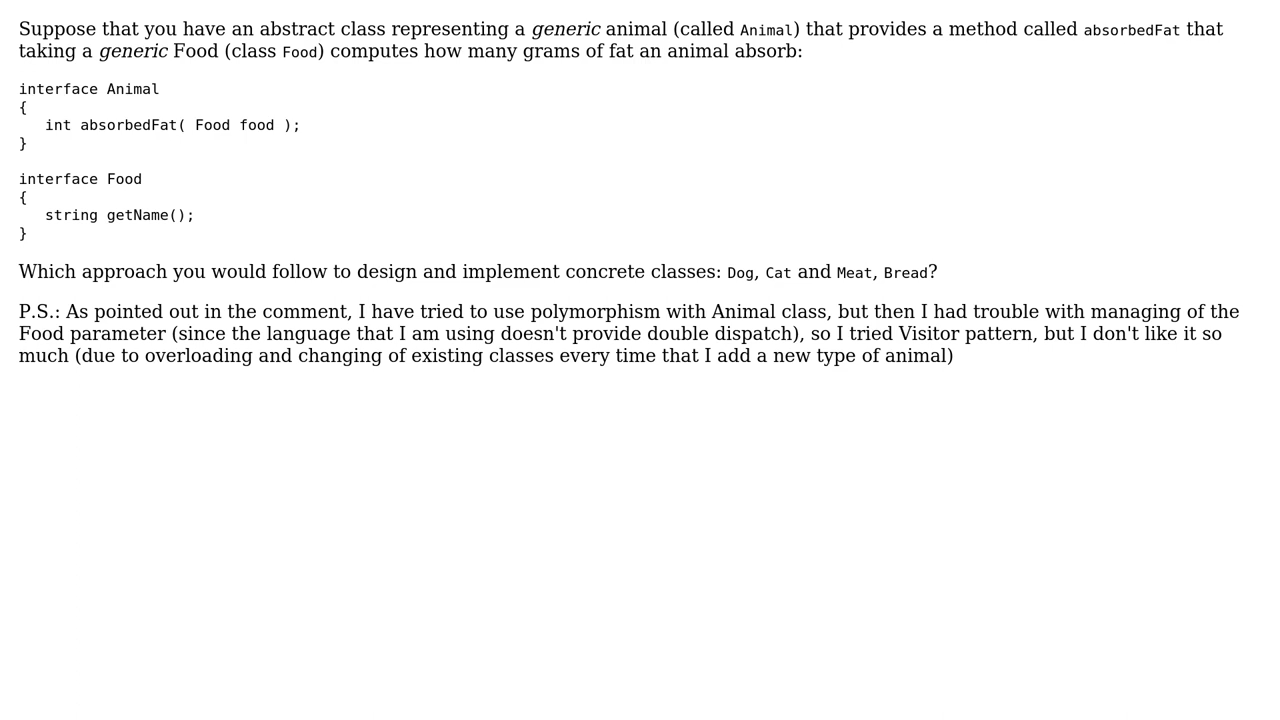 Suppose that you have an abstract class representing a generic animal (called Animal) that provides a method called absorbedFat that
taking a generic Food (class Food) computes how many grams of fat an animal absorb:
interface Animal
{
   int absorbedFat( Food food );
}
interface Food
{
   string getName();
}
Which approach you would follow to design and implement concrete classes: Dog, Cat and Meat, Bread?
P.S.: As pointed out in the comment, I have tried to use polymorphism with Animal class, but then I had trouble with managing of the
Food parameter (since the language that I am using doesn't provide double dispatch), so I tried Visitor pattern, but I don't like it so
much (due to overloading and changing of existing classes every time that I add a new type of animal)